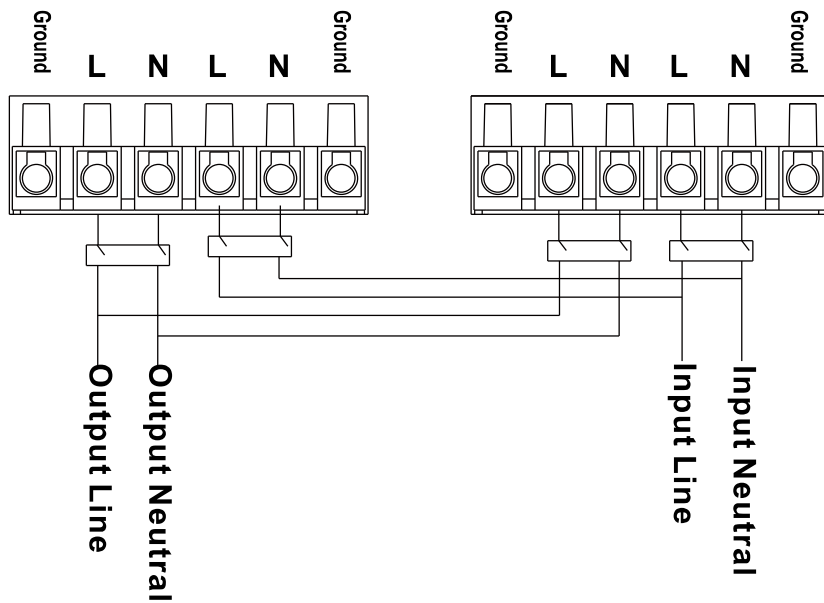 Ground L N L N Ground
Ground L N L N Ground
Output Line
Output Neutral
Input Line
Input Neutral